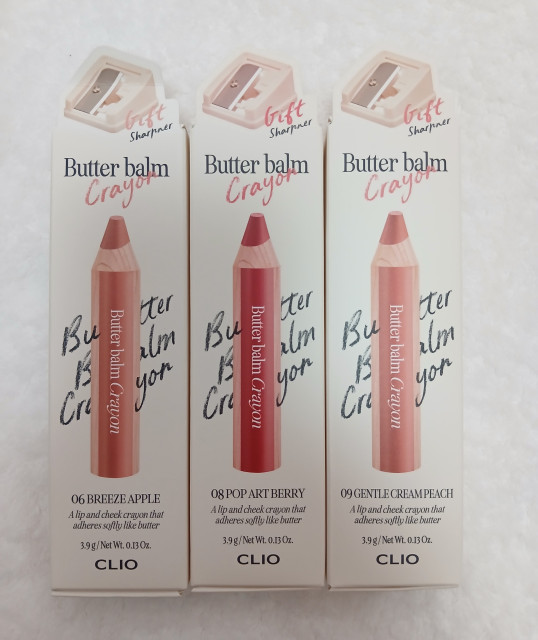 Gift
Sharpner
Butter balm
Crayon
Butter
Balm
Crayon
Butter balm Crayon
06 BREEZE APPLE
A lip and cheek crayon that
adheres softly like butter
3.9 g / Net Wt. 0.13 Oz.
CLIO
Gift
Sharpner
Butter balm
Crayon
Butter
Balm
Crayon
Butter balm Crayon
08 POP ART BERRY
A lip and cheek crayon that
adheres softly like butter
3.9 g / Net Wt. 0.13 Oz.
CLIO
Gift
Sharpner
Butter balm
Crayon
Butter
Balm
Crayon
Butter balm Crayon
09 GENTLE CREAM PEACH
A lip and cheek crayon that
adheres softly like butter
3.9 g / Net Wt. 0.13 Oz.
CLIO